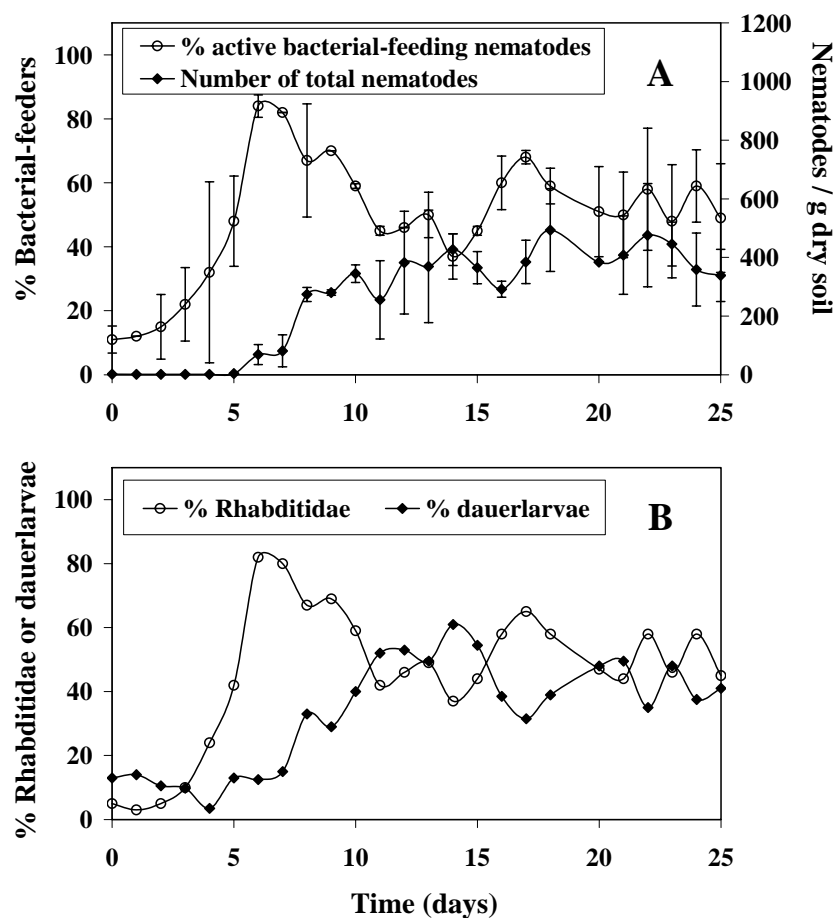 % active bacterial-feeding nematodes
Number of total nematodes
A
% Bacterial-feeders
Nematodes / g dry soil
100
80
60
40
20
0
1200
1000
800
600
400
200
0
0 5 10 15 20 25
% Rhabditidae % dauerlarvae
B
% Rhabditidae or dauerlarvae
100
80
60
40
20
0
0 5 10 15 20 25
Time (days)